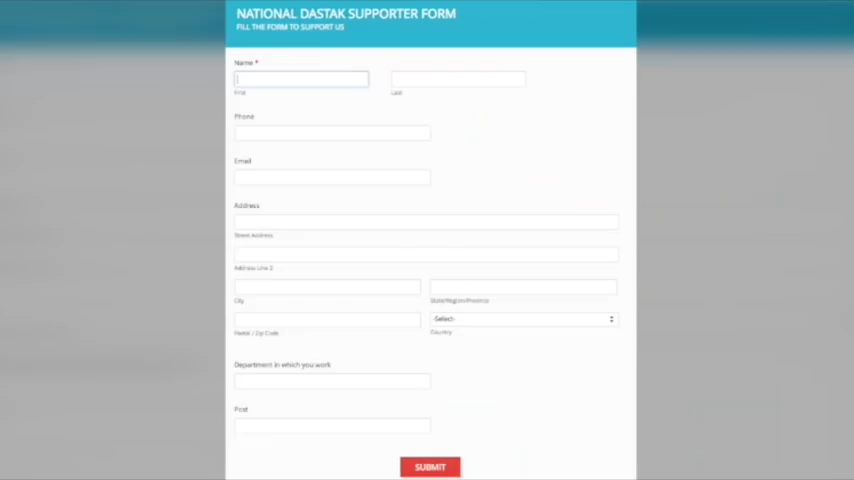 NATIONAL DASTAK SUPPORTER FORM
FILL THE FORM TO SUPPORT US
Name *
First
Last
Phone
Email
Address
Street Address
Address Line 2
City
State/Region/Province
-Select-
Postal / Zip Code
Country
Department in which you work
Post
SUBMIT